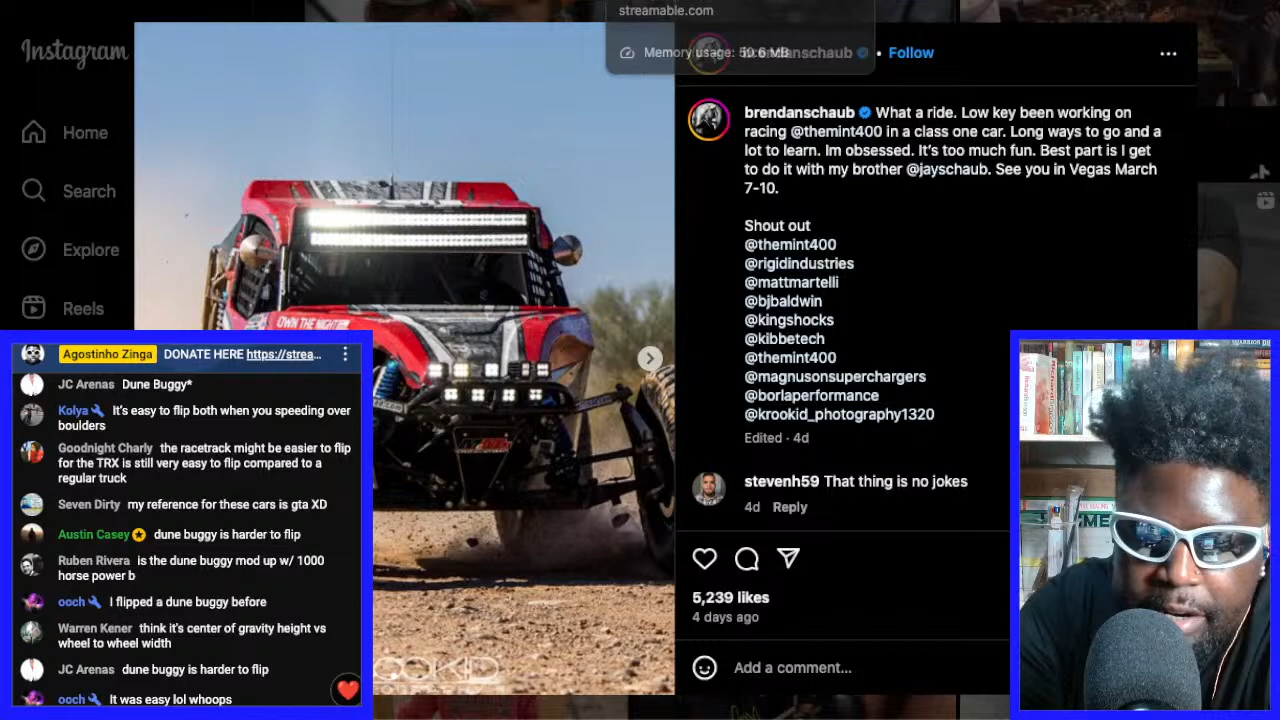 streamable.com
Memory usage: 50.6 MB
Instagram
Follow
Home
Search
Explore
Reels
brendanschaub What a ride. Low key been working on
racing @themint400 in a class one car. Long ways to go and a
lot to learn. Im obsessed. It's too much fun. Best part is I get
to do it with my brother @jayschaub. See you in Vegas March
7-10.
Shout out
@themint400
@rigidindustries
@mattmartelli
@bjbaldwin
@kingshocks
@kibbetech
@themint400
@magnusonsuperchargers
@borlaperformance
@krookid_photography1320
Edited · 4d
stevenh59 That thing is no jokes
4d Reply
5,239 likes
4 days ago
Add a comment...
OWN THE NIGHT
Agostinho Zinga DONATE HERE https://strea...
JC Arenas Dune Buggy*
Kolya It's easy to flip both when you speeding over
boulders
Goodnight Charly the racetrack might be easier to flip
for the TRX is still very easy to flip compared to a
regular truck
Seven Dirty my reference for these cars is gta XD
Austin Casey dune buggy is harder to flip
Ruben Rivera is the dune buggy mod up w/ 1000
horse power b
ooch I flipped a dune buggy before
Warren Kener think it's center of gravity height vs
wheel to wheel width
JC Arenas dune buggy is harder to flip
ooch It was easy lol whoops